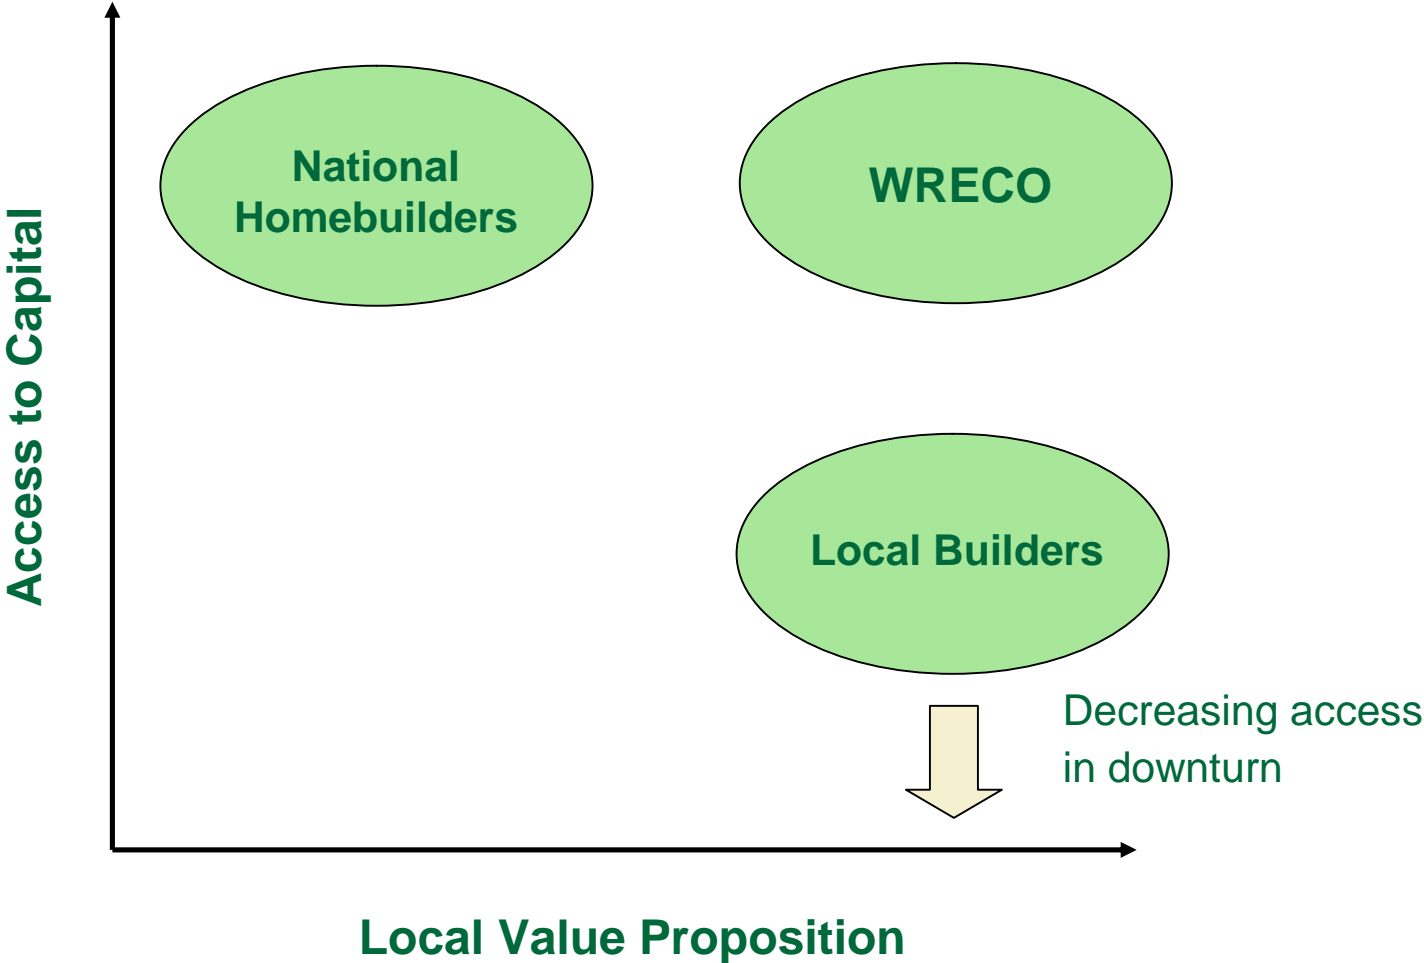 Access to Capital
National
Homebuilders
WRECO
Local Builders
Decreasing access
in downturn
Local Value Proposition